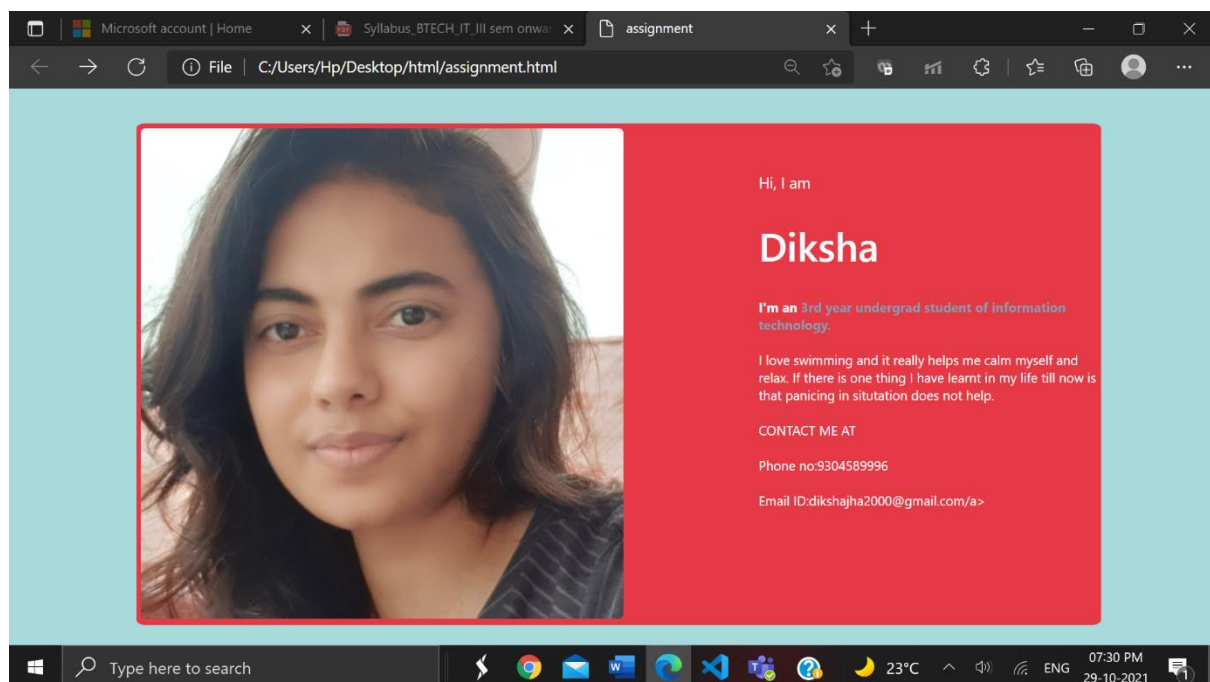 Microsoft account | Home
Syllabus_BTECH_IT_III sem onwar
assignment
File
C:/Users/Hp/Desktop/html/assignment.html
Hi, I am
Diksha
I'm an 3rd year undergrad student of information
technology.
I love swimming and it really helps me calm myself and
relax. If there is one thing I have learnt in my life till now is
that panicing in situtation does not help.
CONTACT ME AT
Phone no:9304589996
Email ID:dikshajha2000@gmail.com/a>
Type here to search
23°C
ENG
07:30 PM
29-10-2021